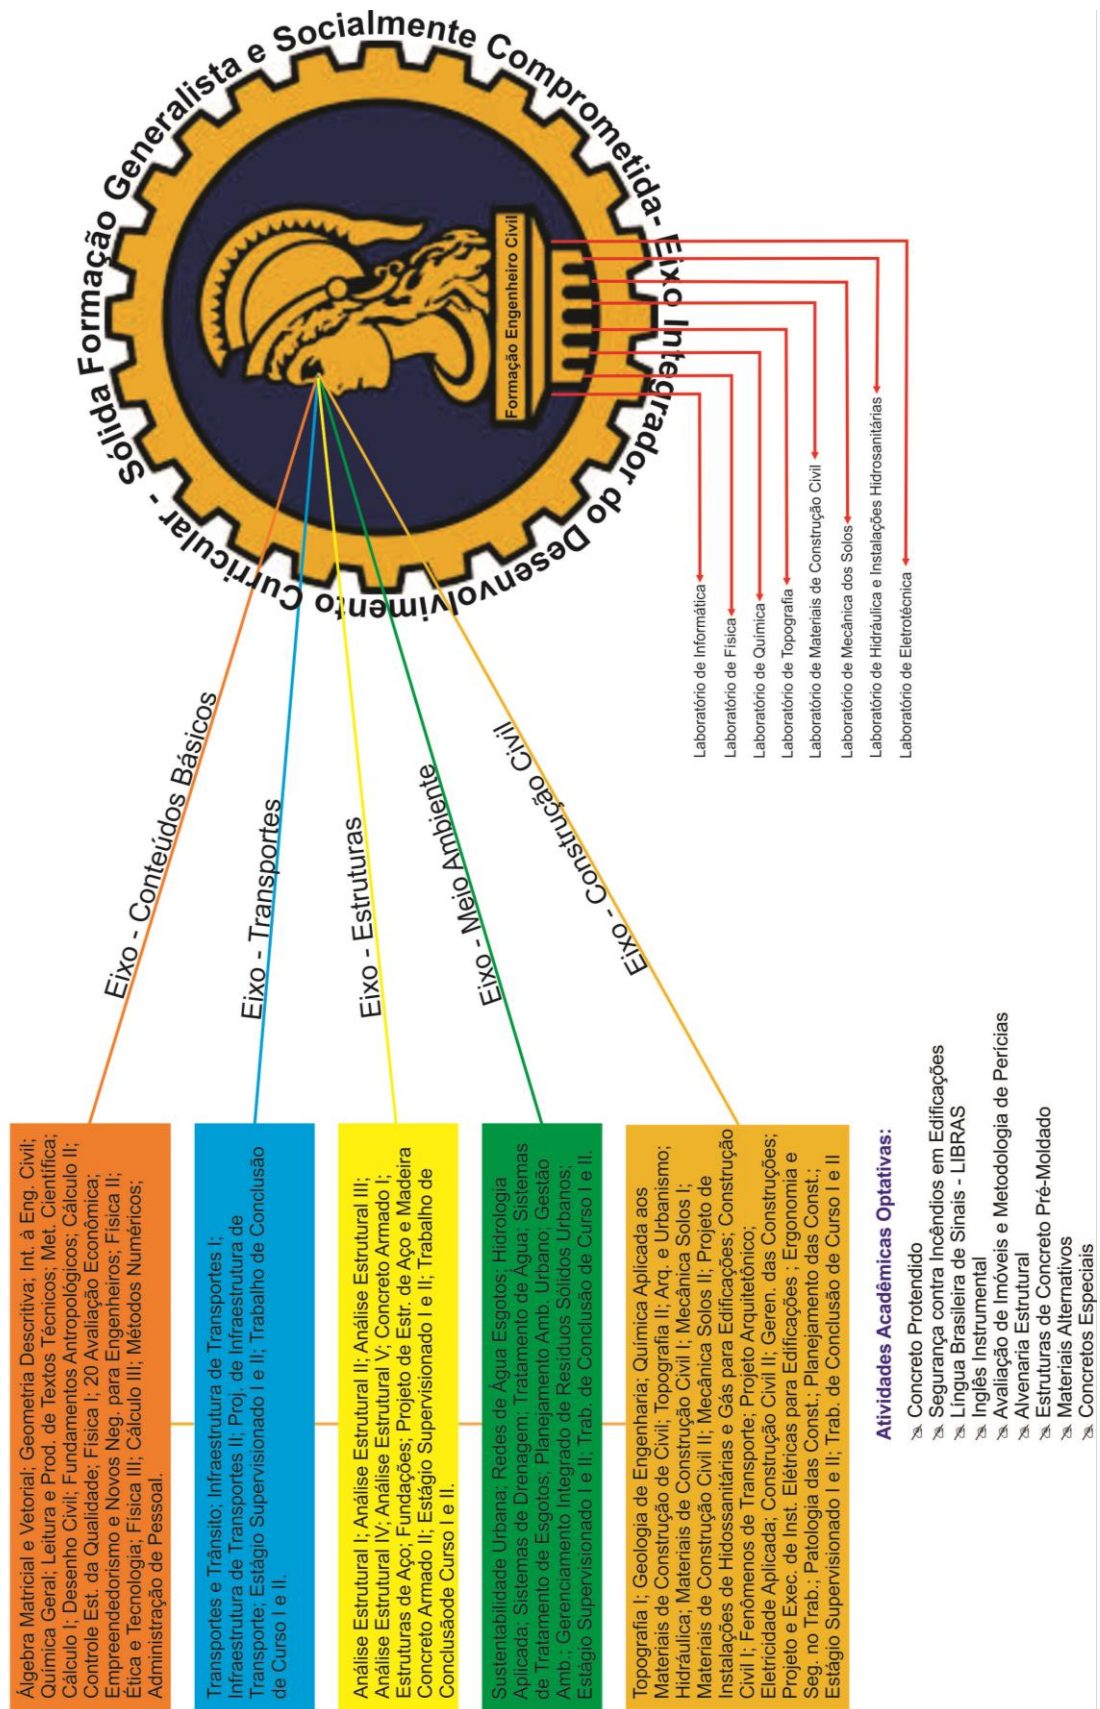 Sólida Formação Generalista e Socialmente Comprometida- Eixo Integrador do Desenvolvimento Curricular -
Formação Engenheiro Civil
Eixo - Conteúdos Básicos
Eixo - Transportes
Eixo - Estruturas
Eixo - Meio Ambiente
Eixo - Construção Civil
Álgebra Matricial e Vetorial; Geometria Descritiva; Int. à Eng. Civil;
Química Geral; Leitura e Prod. de Textos Técnicos; Met. Científica;
Cálculo I; Desenho Civil; Fundamentos Antropológicos; Cálculo II;
Controle Est. da Qualidade; Física I; 20 Avaliação Econômica;
Empreendedorismo e Novos Neg. para Engenheiros; Física II;
Ética e Tecnologia; Física III; Cálculo III; Métodos Numéricos;
Administração de Pessoal.
Transportes e Trânsito; Infraestrutura de Transportes I;
Infraestrutura de Transportes II; Proj. de Infraestrutura de
Transporte; Estágio Supervisionado I e II; Trabalho de Conclusão
de Curso I e II.
Análise Estrutural I; Análise Estrutural II; Análise Estrutural III;
Análise Estrutural IV; Análise Estrutural V; Concreto Armado I;
Estruturas de Aço; Fundações; Projeto de Estr. de Aço e Madeira
Concreto Armado II; Estágio Supervisionado I e II; Trabalho de
Conclusãode Curso I e II.
Sustentabilidade Urbana; Redes de Água Esgotos; Hidrologia
Aplicada; Sistemas de Drenagem; Tratamento de Água; Sistemas
de Tratamento de Esgotos; Planejamento Amb. Urbano; Gestão
Amb.; Gerenciamento Integrado de Resíduos Sólidos Urbanos;
Estágio Supervisionado I e II; Trab. de Conclusão de Curso I e II.
Topografia I; Geologia de Engenharia; Química Aplicada aos
Materiais de Construção de Civil; Topografia II; Arq. e Urbanismo;
Hidráulica; Materiais de Construção Civil I; Mecânica Solos I;
Materiais de Construção Civil II; Mecânica Solos II; Projeto de
Instalações de Hidossanitárias e Gás para Edificações; Construção
Civil I; Fenômenos de Transporte; Projeto Arquitetônico;
Eletricidade Aplicada; Construção Civil II; Geren. das Construções;
Projeto e Exec. de Inst. Elétricas para Edificações ; Ergonomia e
Seg. no Trab.; Patologia das Const.; Planejamento das Const.;
Estágio Supervisionado I e II; Trab. de Conclusão de Curso I e II
Laboratório de Informática
Laboratório de Física
Laboratório de Química
Laboratório de Topografia
Laboratório de Materiais de Construção Civil
Laboratório de Mecânica dos Solos
Laboratório de Hidráulica e Instalações Hidrosanitárias
Laboratório de Eletrotécnica
Atividades Acadêmicas Optativas:
Concreto Protendido
Segurança contra Incêndios em Edificações
Língua Brasileira de Sinais - LIBRAS
Inglês Instrumental
Avaliação de Imóveis e Metodologia de Perícias
Alvenaria Estrutural
Estruturas de Concreto Pré-Moldado
Materiais Alternativos
Concretos Especiais